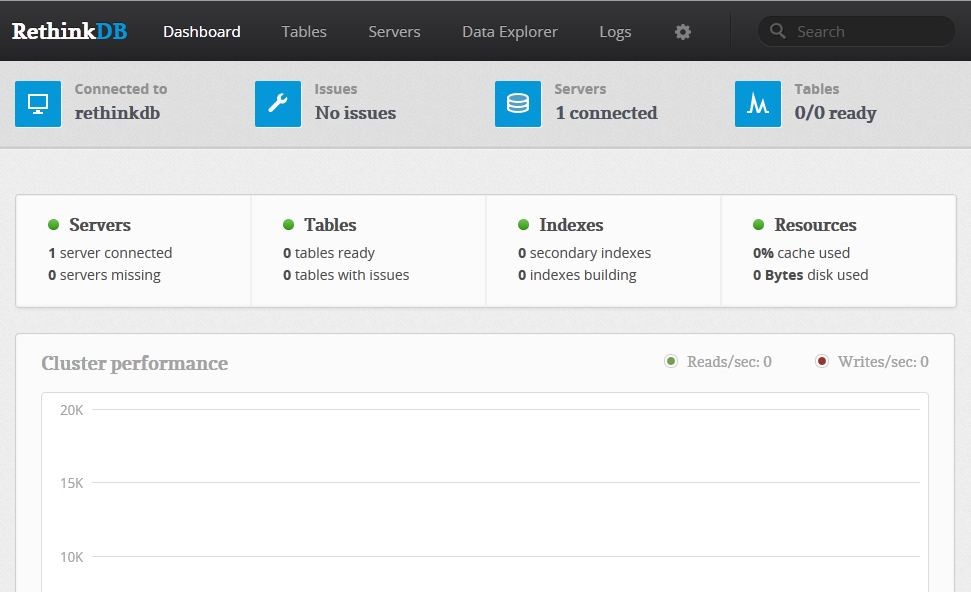 RethinkDB Dashboard Tables Servers Data Explorer Logs Search
Connected to Issues Servers Tables
rethinkdb No issues 1 connected 0/0 ready
Servers Tables Indexes Resources
1 server connected 0 tables ready 0 secondary indexes 0% cache used
0 servers missing 0 tables with issues 0 indexes building 0 Bytes disk used
Cluster performance Reads/sec: 0 Writes/sec: 0
20K
15K
10K